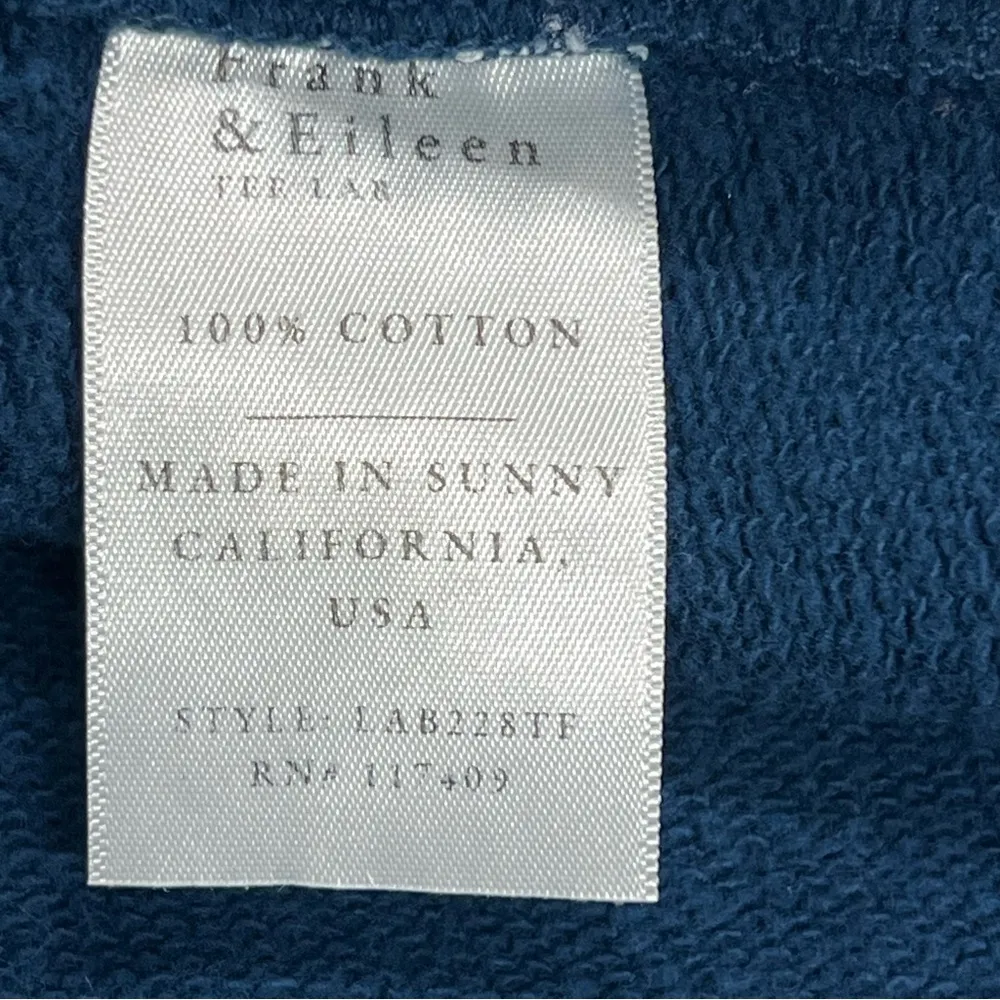 Frank
& Eileen
TEE LAB
100% COTTON
MADE IN SUNNY
CALIFORNIA,
USA
STYLE: LAB228TF
RN# 117409